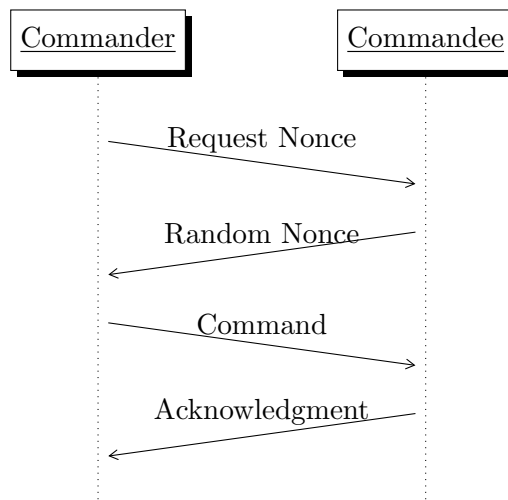 Commander
Commandee
Request Nonce
Random Nonce
Command
Acknowledgment